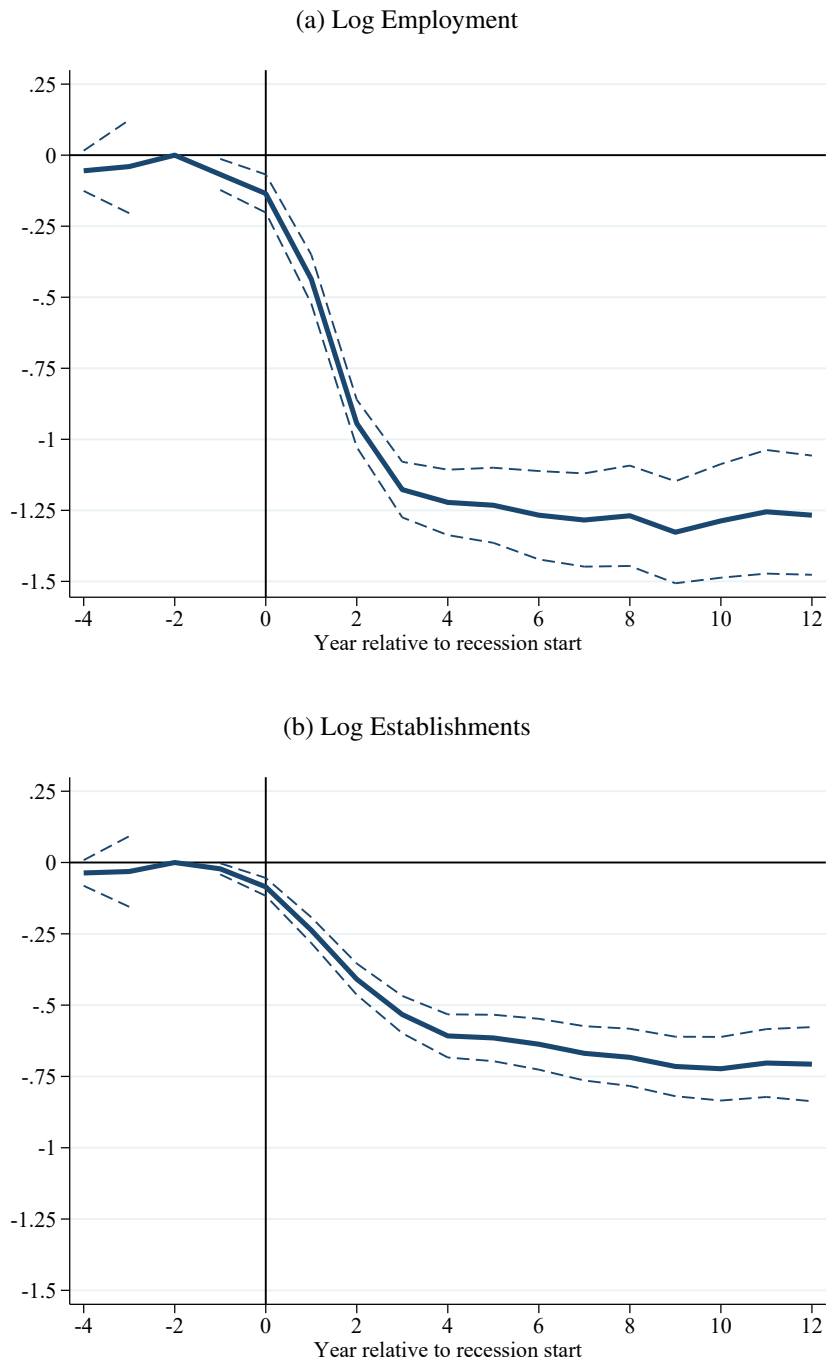 (a) Log Employment
.25
0
-.25
-.5
-.75
-1
-1.25
-1.5
-4 -2 0 2 4 6 8 10 12
Year relative to recession start
(b) Log Establishments
.25
0
-.25
-.5
-.75
-1
-1.25
-1.5
-4 -2 0 2 4 6 8 10 12
Year relative to recession start